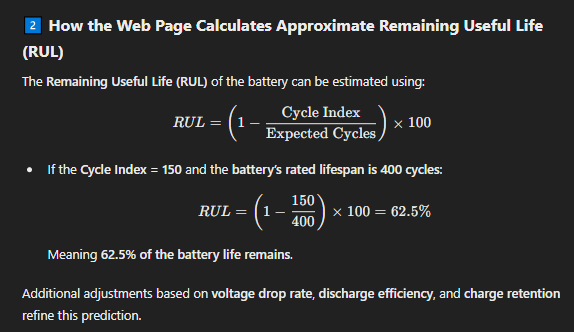 2 How the Web Page Calculates Approximate Remaining Useful Life
(RUL)
The Remaining Useful Life (RUL) of the battery can be estimated using:
RUL = (1 − Cycle Index / Expected Cycles) × 100
• If the Cycle Index = 150 and the battery's rated lifespan is 400 cycles:
RUL = (1 − 150 / 400) × 100 = 62.5%
Meaning 62.5% of the battery life remains.
Additional adjustments based on voltage drop rate, discharge efficiency, and charge retention
refine this prediction.